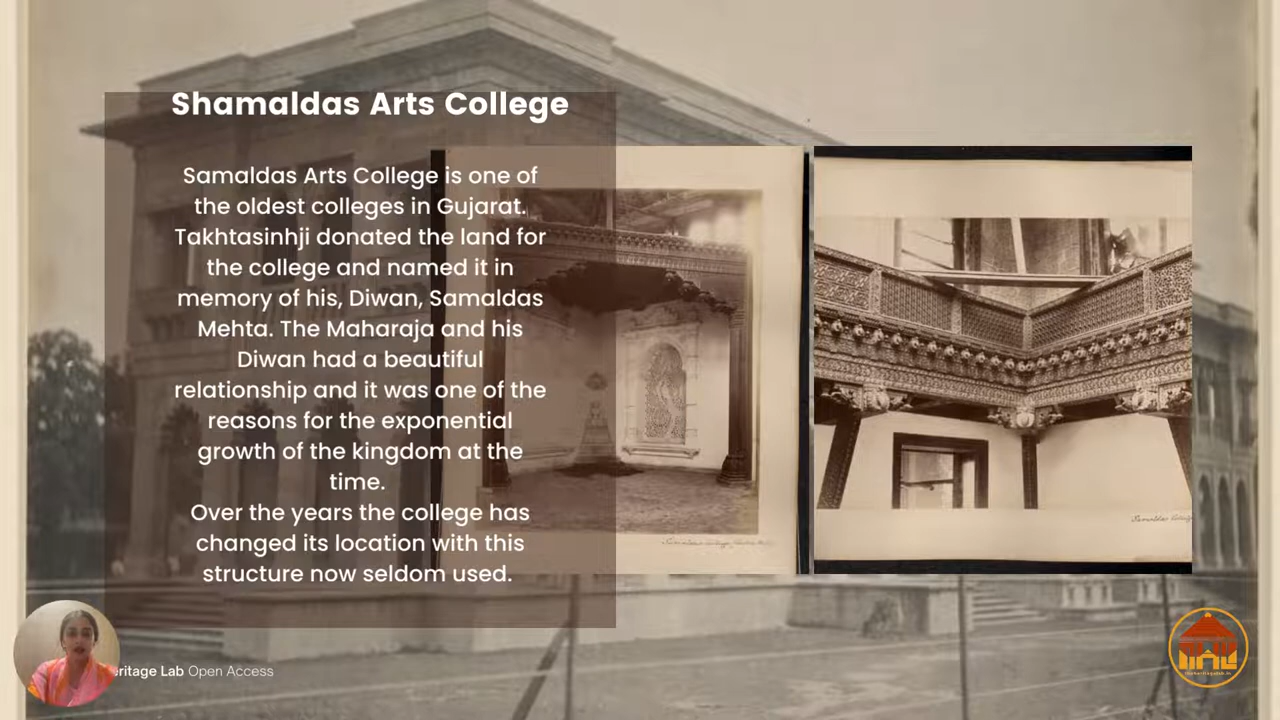 Shamaldas Arts College
Samaldas Arts College is one of
the oldest colleges in Gujarat.
Takhtasinhji donated the land for
the college and named it in
memory of his, Diwan, Samaldas
Mehta. The Maharaja and his
Diwan had a beautiful
relationship and it was one of the
reasons for the exponential
growth of the kingdom at the
time.
Over the years the college has
changed its location with this
structure now seldom used.
Samaldas College
eritage Lab Open Access